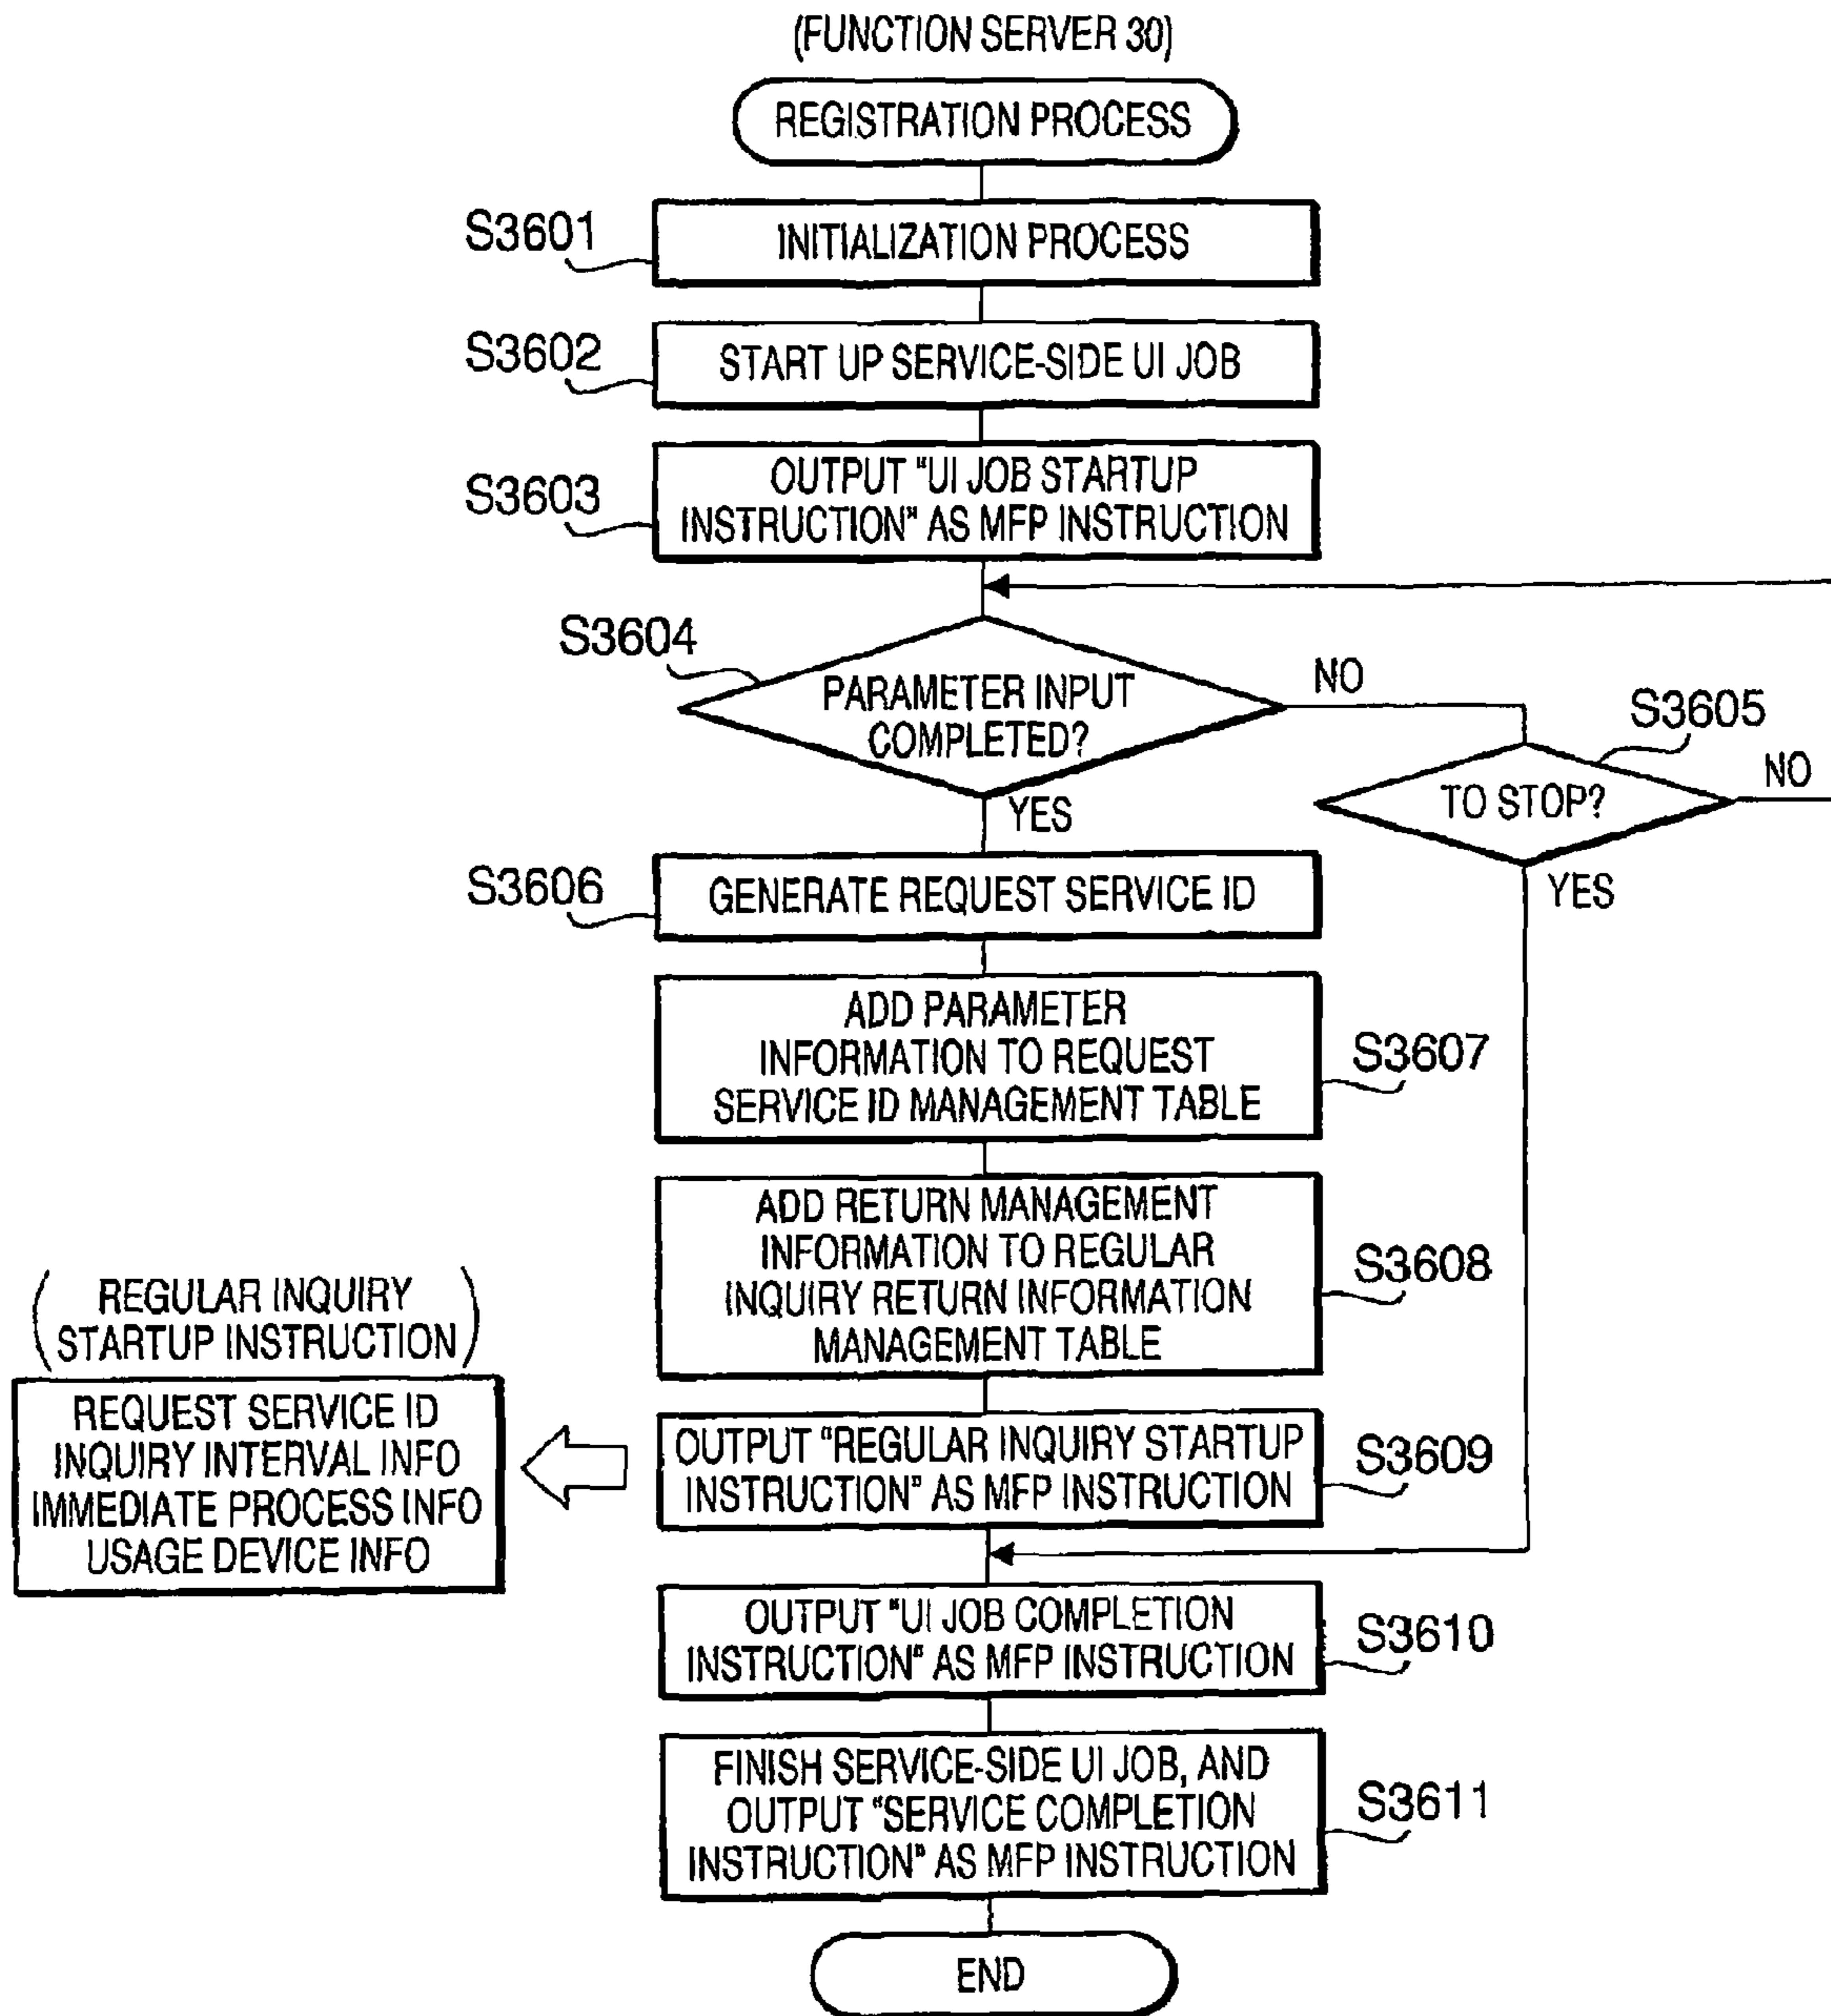 (FUNCTION SERVER 30)
REGISTRATION PROCESS
S3601
INITIALIZATION PROCESS
S3602
START UP SERVICE-SIDE UI JOB
S3603
OUTPUT "UI JOB STARTUP
INSTRUCTION" AS MFP INSTRUCTION
S3604
PARAMETER INPUT
COMPLETED?
NO
S3605
TO STOP?
NO
YES
YES
S3606
GENERATE REQUEST SERVICE ID
ADD PARAMETER
INFORMATION TO REQUEST
SERVICE ID MANAGEMENT TABLE
S3607
ADD RETURN MANAGEMENT
INFORMATION TO REGULAR
INQUIRY RETURN INFORMATION
MANAGEMENT TABLE
S3608
(REGULAR INQUIRY
STARTUP INSTRUCTION)
REQUEST SERVICE ID
INQUIRY INTERVAL INFO
IMMEDIATE PROCESS INFO
USAGE DEVICE INFO
OUTPUT "REGULAR INQUIRY STARTUP
INSTRUCTION" AS MFP INSTRUCTION
S3609
OUTPUT "UI JOB COMPLETION
INSTRUCTION" AS MFP INSTRUCTION
S3610
FINISH SERVICE-SIDE UI JOB, AND
OUTPUT "SERVICE COMPLETION
INSTRUCTION" AS MFP INSTRUCTION
S3611
END